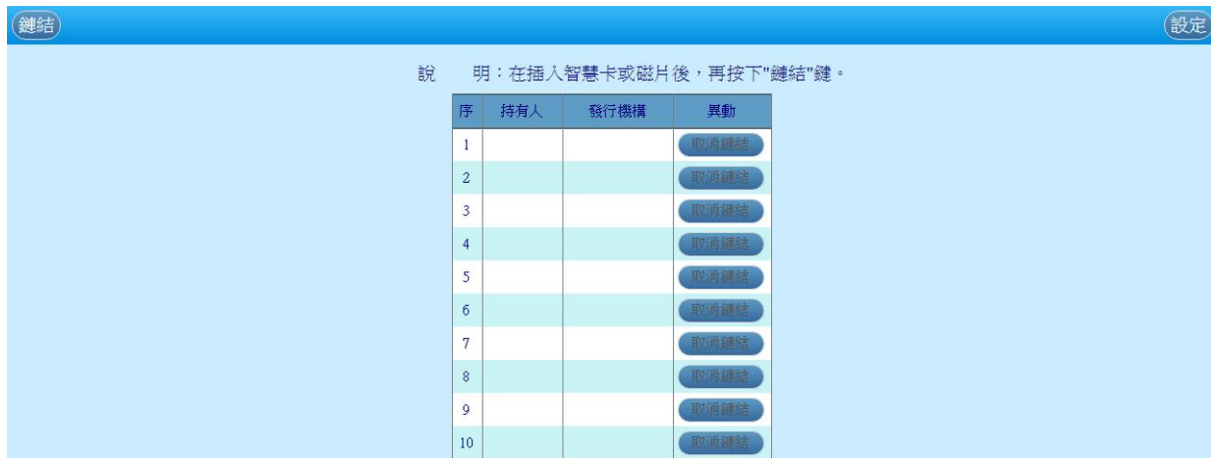 鏈結 設定
說 明：在插入智慧卡或磁片後，再按下"鏈結"鍵。
序 持有人 發行機構 異動
1 取消鏈結
2 取消鏈結
3 取消鏈結
4 取消鏈結
5 取消鏈結
6 取消鏈結
7 取消鏈結
8 取消鏈結
9 取消鏈結
10 取消鏈結